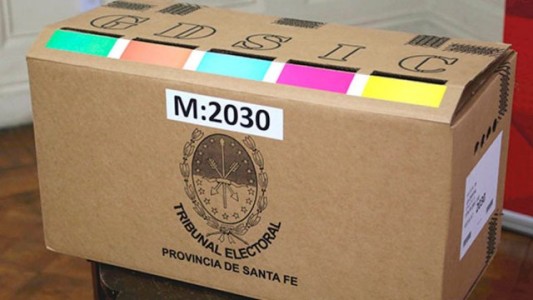 G D S I C
M:2030
TRIBUNAL ELECTORAL
PROVINCIA DE SANTA FE